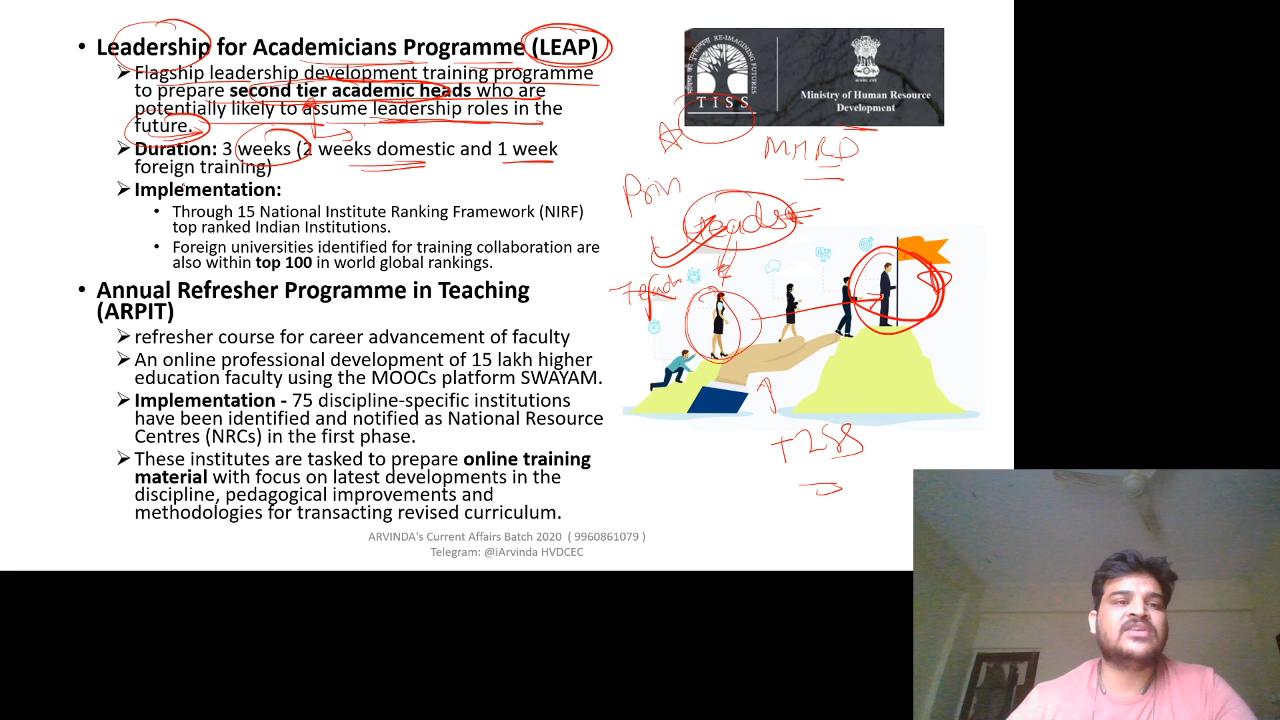 • Leadership for Academicians Programme (LEAP)
➤ Flagship leadership development training programme
to prepare second tier academic heads who are
potentially likely to assume leadership roles in the
future.
➤ Duration: 3 weeks (2 weeks domestic and 1 week
foreign training)
➤ Implementation:
• Through 15 National Institute Ranking Framework (NIRF)
top ranked Indian Institutions.
• Foreign universities identified for training collaboration are
also within top 100 in world global rankings.
• Annual Refresher Programme in Teaching
(ARPIT)
➤ refresher course for career advancement of faculty
➤ An online professional development of 15 lakh higher
education faculty using the MOOCs platform SWAYAM.
➤ Implementation - 75 discipline-specific institutions
have been identified and notified as National Resource
Centres (NRCs) in the first phase.
➤ These institutes are tasked to prepare online training
material with focus on latest developments in the
discipline, pedagogical improvements and
methodologies for transacting revised curriculum.
ARVINDA's Current Affairs Batch 2020 ( 9960861079 )
Telegram: @iArvinda HVDCEC
RE-IMAGINING FUTURES
TISS
Ministry of Human Resource
Development
MHRD
Prin